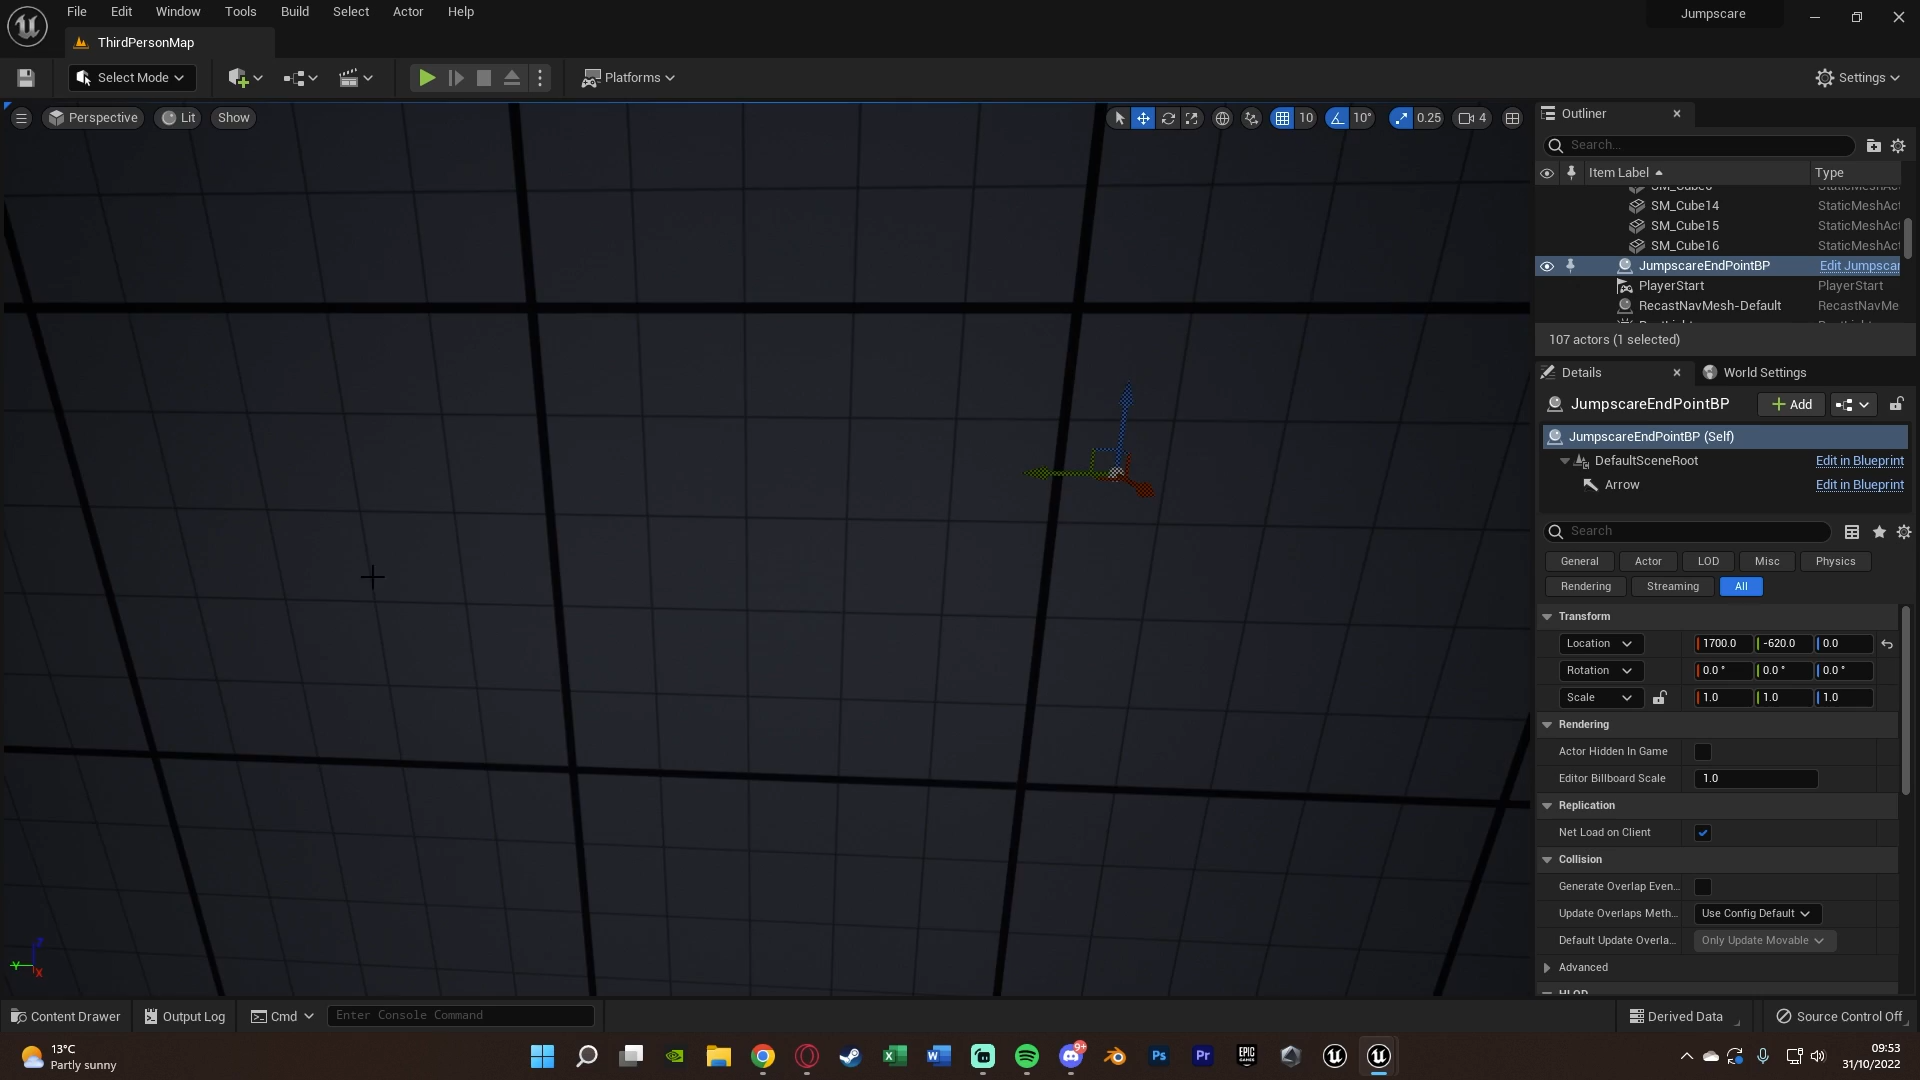 File Edit Window Tools Build Select Actor Help
Jumpscare
ThirdPersonMap
Select Mode
Platforms
Settings
Perspective Lit Show
10 10° 0.25 4
Outliner
Search...
Item Label Type
SM_Cube14 StaticMeshAct
SM_Cube15 StaticMeshAct
SM_Cube16 StaticMeshAct
JumpscareEndPointBP Edit Jumpscar
PlayerStart PlayerStart
RecastNavMesh-Default RecastNavMe
107 actors (1 selected)
Details World Settings
JumpscareEndPointBP Add
JumpscareEndPointBP (Self)
DefaultSceneRoot Edit in Blueprint
Arrow Edit in Blueprint
Search
General Actor LOD Misc Physics
Rendering Streaming All
Transform
Location 1700.0 -620.0 0.0
Rotation 0.0° 0.0° 0.0°
Scale 1.0 1.0 1.0
Rendering
Actor Hidden In Game
Editor Billboard Scale 1.0
Replication
Net Load on Client
Collision
Generate Overlap Even...
Update Overlaps Meth... Use Config Default
Default Update Overla... Only Update Movable
Advanced
Z
Y
X
Content Drawer Output Log Cmd Enter Console Command
Derived Data Source Control Off
13°C
Partly sunny
9+
Ps Pr EPIC GAMES
09:53
31/10/2022